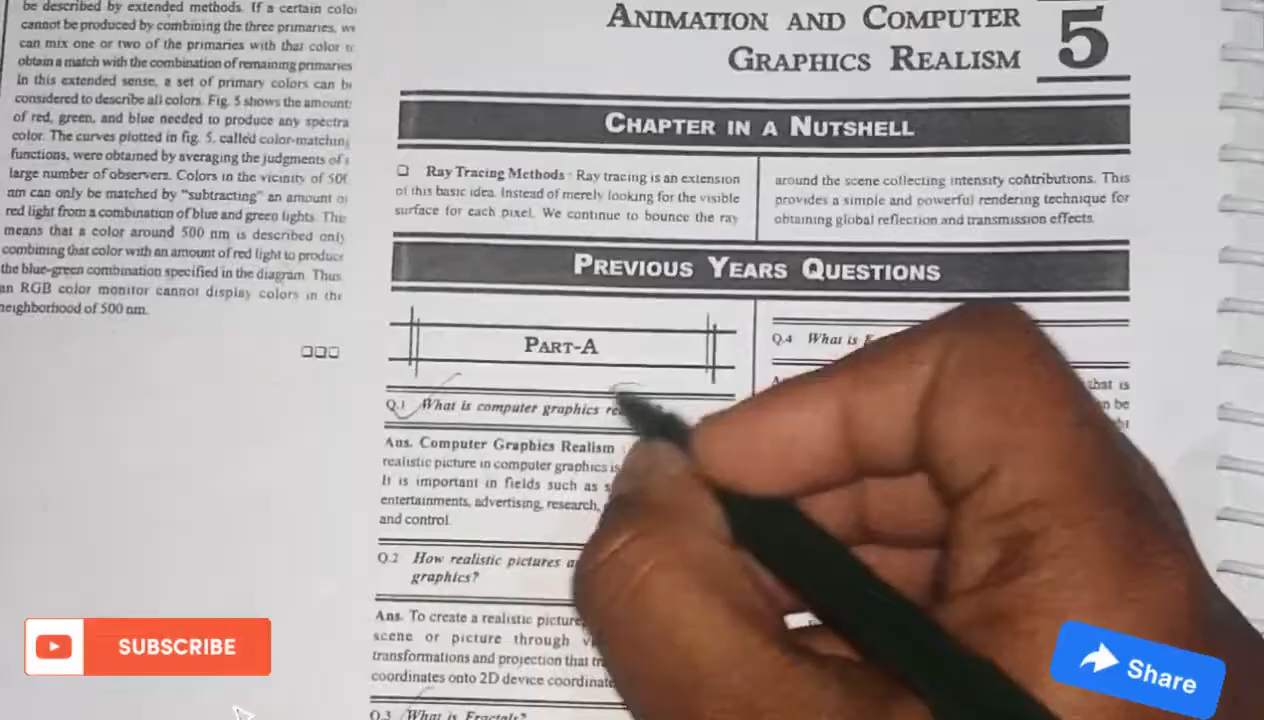 be described by extended methods. If a certain
cannot be produced by combining the three primaries,
can mix one or two of the primaries with that color
obtain a match with the combination of remaining primaries
In this extended sense, a set of primary colors can
considered to describe all colors. Fig. 5 shows the
of red, green, and blue needed to produce any
color. The curves plotted in fig. 5, called
functions, were obtained by averaging the judgments of
large number of observers. Colors in the vicinity of
nm can only be matched by "subtracting" an amount
red light from a combination of blue and green lights.
means that a color around 500 nm is described only
combining that color with an amount of red light to
the blue-green combination specified in the diagram. Thus
an RGB color monitor cannot display colors in the
neighborhood of 500 nm.
ANIMATION AND COMPUTER
GRAPHICS REALISM
5
CHAPTER IN A NUTSHELL
Ray Tracing Methods - Ray tracing is an extension
of this basic idea. Instead of merely looking for the visible
surface for each pixel. We continue to bounce the ray
around the scene collecting intensity contributions. This
provides a simple and powerful rendering technique for
obtaining global reflection and transmission effects.
PREVIOUS YEARS QUESTIONS
PART-A
Q.1 What is computer graphics
Ans. Computer Graphics Realism
realistic picture in computer graphics is
It is important in fields such as
entertainments, advertising, research,
and control.
Q.2 How realistic pictures
graphics?
Ans. To create a realistic picture,
scene or picture through
transformations and projection that
coordinates onto 2D device
Q.3 What is Fractals?
Q.4 What is
that is
be
SUBSCRIBE
Share